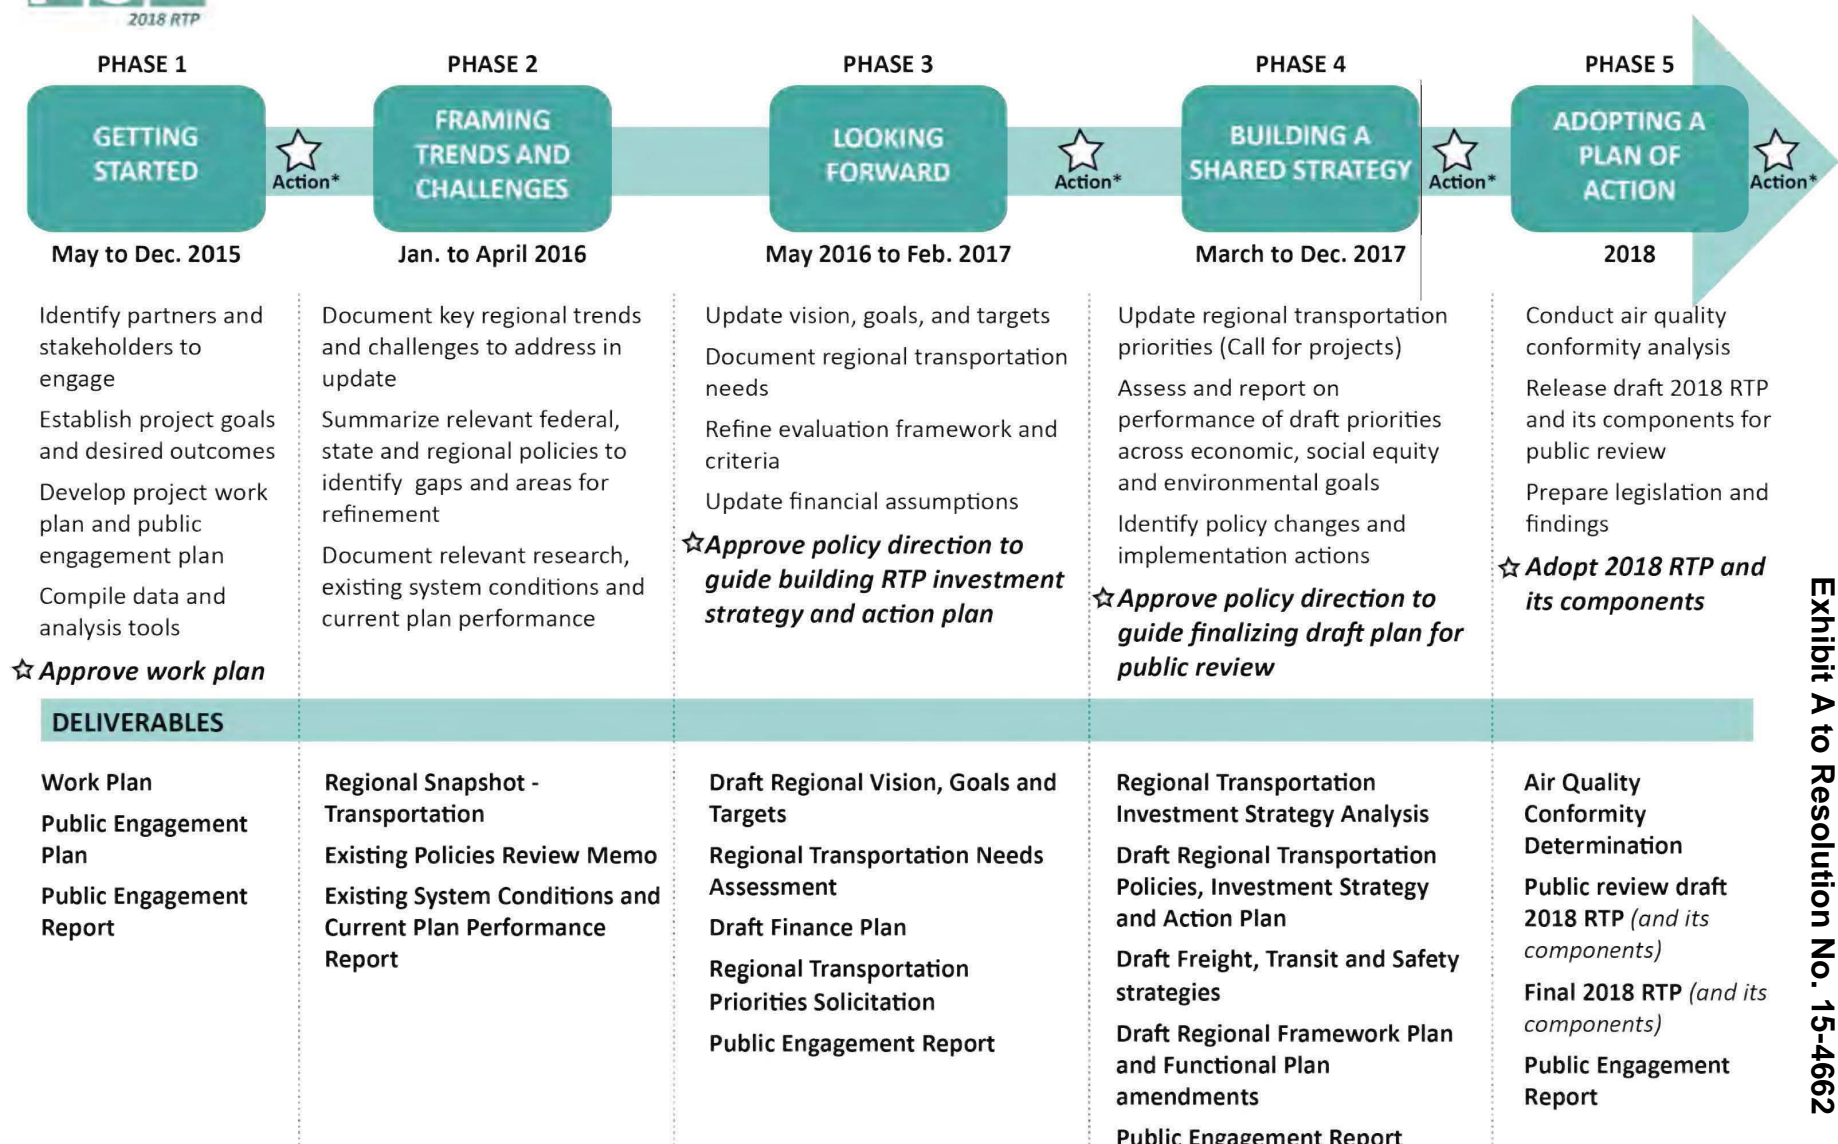 2018 RTP
PHASE 1
PHASE 2
PHASE 3
PHASE 4
PHASE 5
GETTING
STARTED
Action*
FRAMING
TRENDS AND
CHALLENGES
LOOKING
FORWARD
Action*
BUILDING A
SHARED STRATEGY
Action*
ADOPTING A
PLAN OF
ACTION
Action*
May to Dec. 2015
Jan. to April 2016
May 2016 to Feb. 2017
March to Dec. 2017
2018
Identify partners and
stakeholders to
engage
Establish project goals
and desired outcomes
Develop project work
plan and public
engagement plan
Compile data and
analysis tools
Approve work plan
Document key regional trends
and challenges to address in
update
Summarize relevant federal,
state and regional policies to
identify gaps and areas for
refinement
Document relevant research,
existing system conditions and
current plan performance
Update vision, goals, and targets
Document regional transportation
needs
Refine evaluation framework and
criteria
Update financial assumptions
Approve policy direction to
guide building RTP investment
strategy and action plan
Update regional transportation
priorities (Call for projects)
Assess and report on
performance of draft priorities
across economic, social equity
and environmental goals
Identify policy changes and
implementation actions
Approve policy direction to
guide finalizing draft plan for
public review
Conduct air quality
conformity analysis
Release draft 2018 RTP
and its components for
public review
Prepare legislation and
findings
Adopt 2018 RTP and
its components
DELIVERABLES
Work Plan
Public Engagement
Plan
Public Engagement
Report
Regional Snapshot -
Transportation
Existing Policies Review Memo
Existing System Conditions and
Current Plan Performance
Report
Draft Regional Vision, Goals and
Targets
Regional Transportation Needs
Assessment
Draft Finance Plan
Regional Transportation
Priorities Solicitation
Public Engagement Report
Regional Transportation
Investment Strategy Analysis
Draft Regional Transportation
Policies, Investment Strategy
and Action Plan
Draft Freight, Transit and Safety
strategies
Draft Regional Framework Plan
and Functional Plan
amendments
Public Engagement Report
Air Quality
Conformity
Determination
Public review draft
2018 RTP (and its
components)
Final 2018 RTP (and its
components)
Public Engagement
Report
Exhibit A to Resolution No. 15-4662